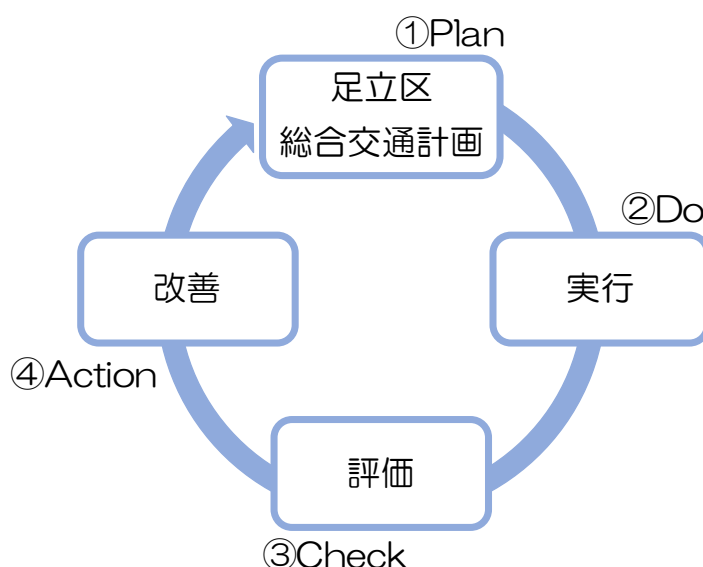 ①Plan
足立区
総合交通計画
②Do
実行
評価
③Check
改善
④Action